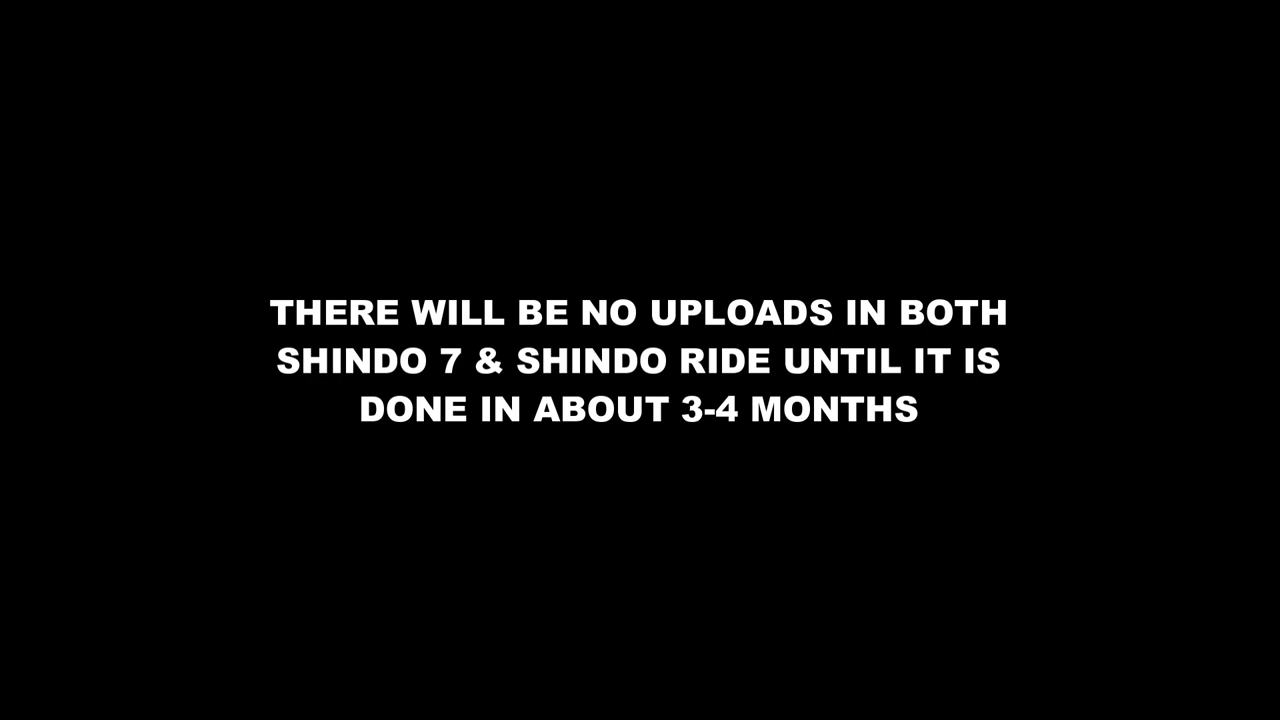 THERE WILL BE NO UPLOADS IN BOTH
SHINDO 7 & SHINDO RIDE UNTIL IT IS
DONE IN ABOUT 3-4 MONTHS